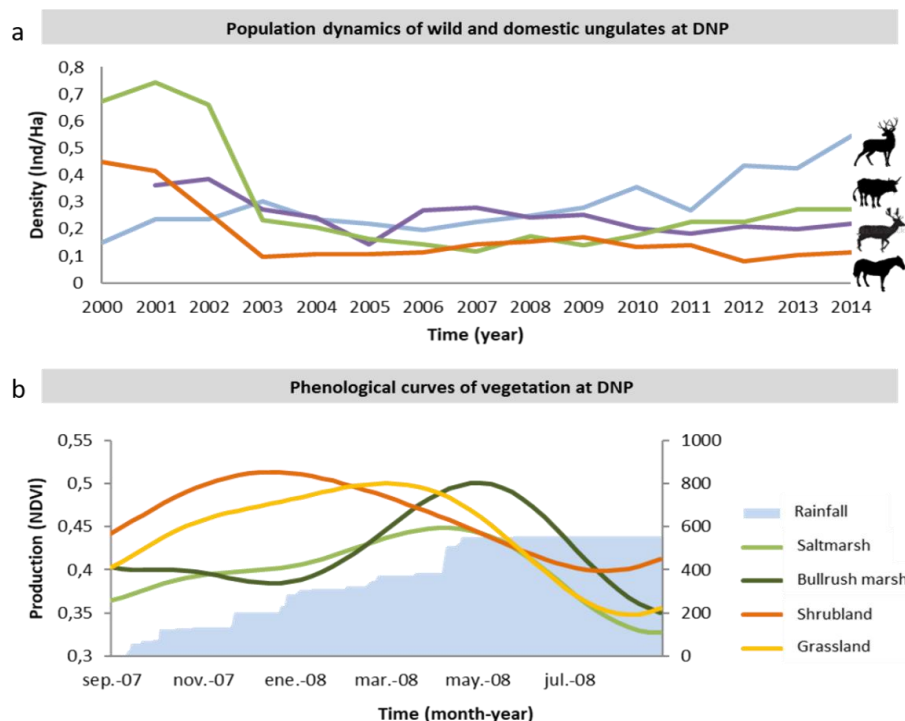 a
Population dynamics of wild and domestic ungulates at DNP
Density (Ind/Ha)
0,8
0,7
0,6
0,5
0,4
0,3
0,2
0,1
0
2000 2001 2002 2003 2004 2005 2006 2007 2008 2009 2010 2011 2012 2013 2014
Time (year)
b
Phenological curves of vegetation at DNP
Production (NDVI)
0,55
0,5
0,45
0,4
0,35
0,3
1000
800
600
400
200
0
sep.-07 nov.-07 ene.-08 mar.-08 may.-08 jul.-08
Time (month-year)
Rainfall
Saltmarsh
Bullrush marsh
Shrubland
Grassland